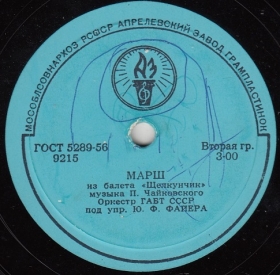 МОСОБЛСОВНАРХОЗ РСФСР АПРЕЛЕВСКИЙ ЗАВОД ГРАМПЛАСТИНОК
АЗ
ГОСТ 5289-56
9215
Вторая гр.
3-00
МАРШ
из балета «Щелкунчик»
музыка П. Чайковского
Оркестр ГАБТ СССР
под упр. Ю. Ф. ФАЙЕРА